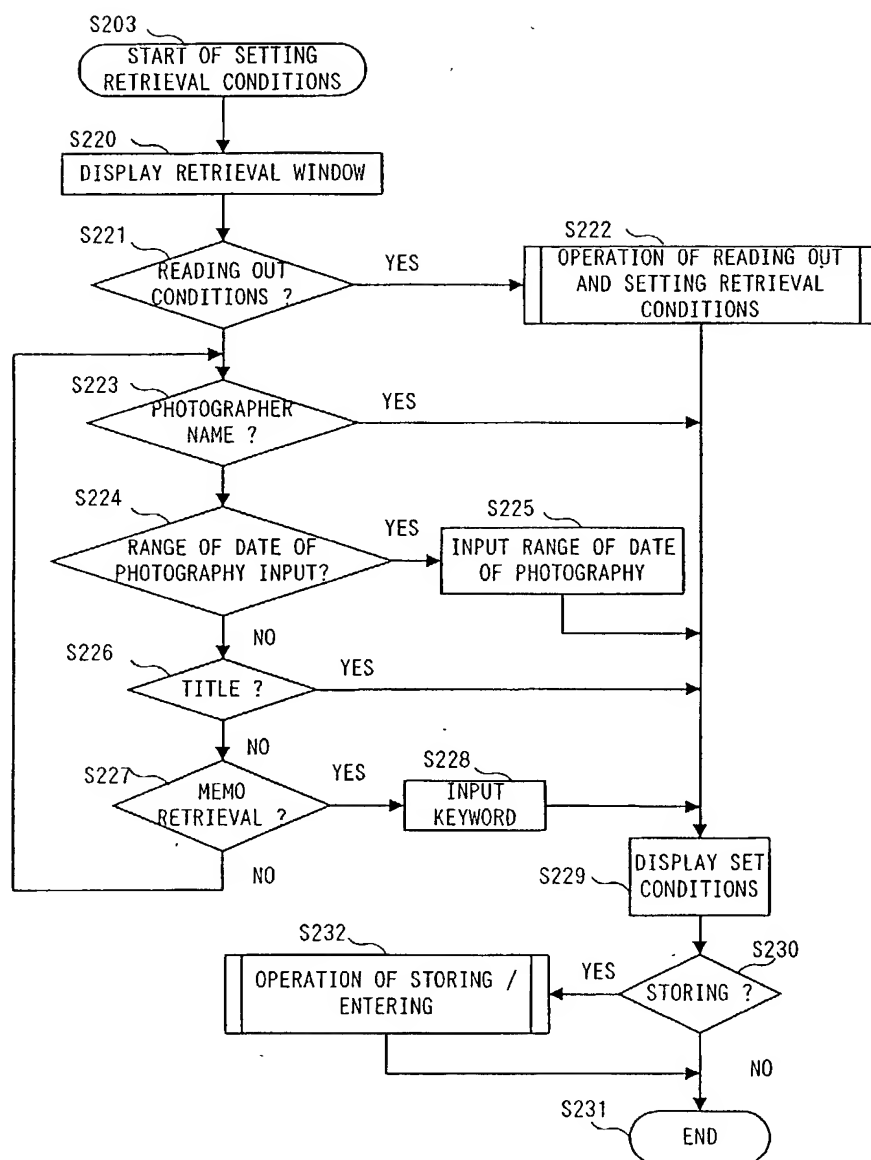 S203
START OF SETTING
RETRIEVAL CONDITIONS
S220
DISPLAY RETRIEVAL WINDOW
S221
READING OUT
CONDITIONS ?
YES
S222
OPERATION OF READING OUT
AND SETTING RETRIEVAL
CONDITIONS
S223
PHOTOGRAPHER
NAME ?
YES
S224
RANGE OF DATE OF
PHOTOGRAPHY INPUT?
YES
S225
INPUT RANGE OF DATE
OF PHOTOGRAPHY
NO
S226
TITLE ?
YES
NO
S227
MEMO
RETRIEVAL ?
YES
S228
INPUT
KEYWORD
NO
S229
DISPLAY SET
CONDITIONS
S230
STORING ?
YES
S232
OPERATION OF STORING /
ENTERING
NO
S231
END